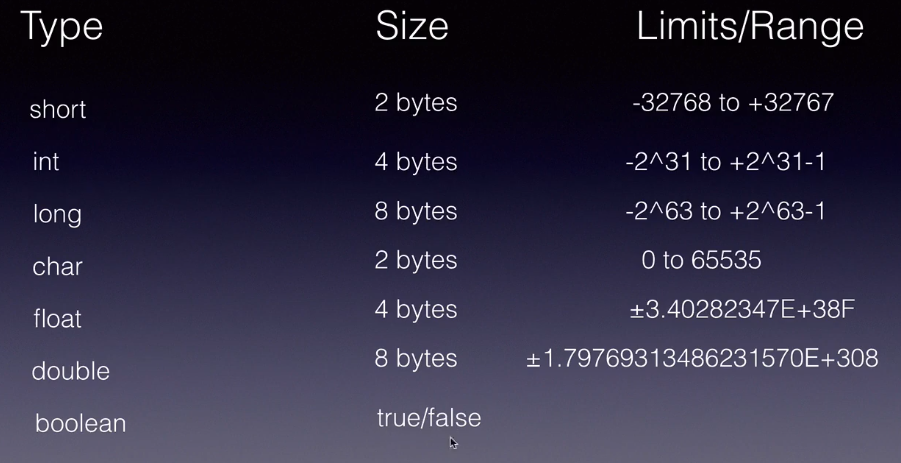 Type Size Limits/Range
short 2 bytes -32768 to +32767
int 4 bytes -2^31 to +2^31-1
long 8 bytes -2^63 to +2^63-1
char 2 bytes 0 to 65535
float 4 bytes ±3.40282347E+38F
double 8 bytes ±1.79769313486231570E+308
boolean true/false